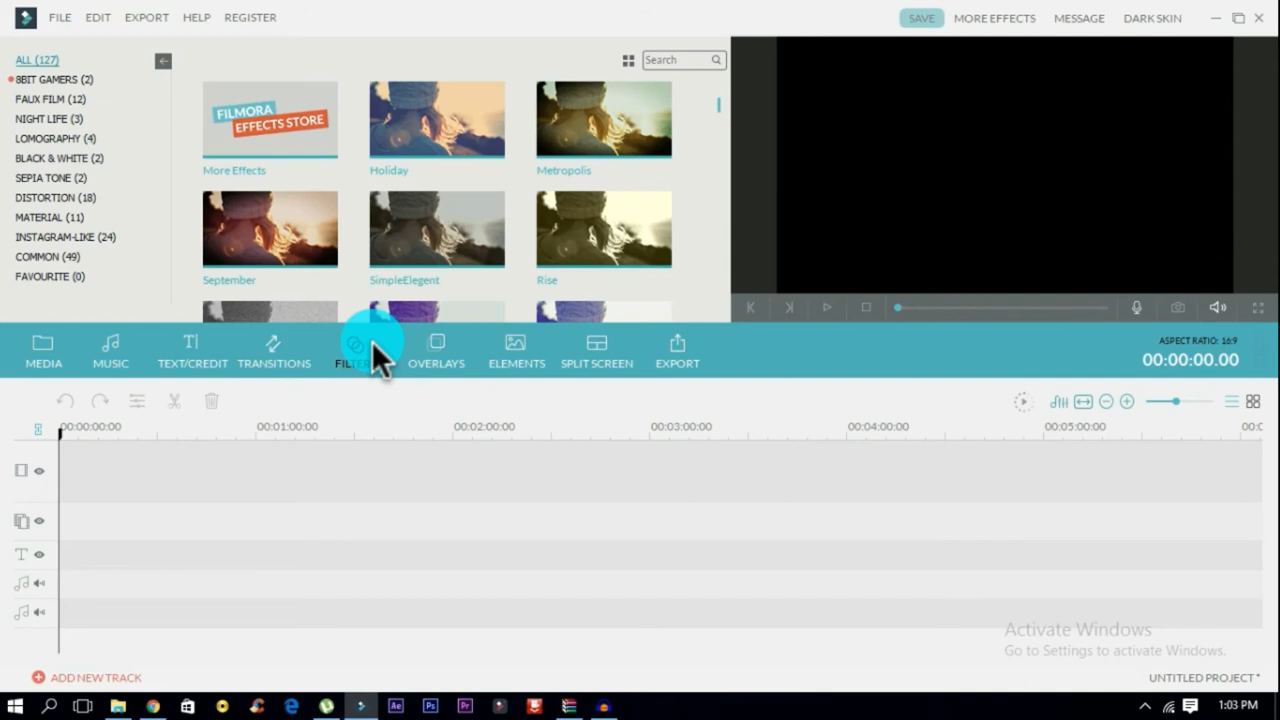 FILE EDIT EXPORT HELP REGISTER SAVE MORE EFFECTS MESSAGE DARK SKIN
ALL (127)
8BIT GAMERS (2)
FAUX FILM (12)
NIGHT LIFE (3)
LOMOGRAPHY (4)
BLACK & WHITE (2)
SEPIA TONE (2)
DISTORTION (18)
MATERIAL (11)
INSTAGRAM-LIKE (24)
COMMON (49)
FAVOURITE (0)
Search
FILMORA
EFFECTS STORE
More Effects Holiday Metropolis
September SimpleElegent Rise
MEDIA MUSIC TEXT/CREDIT TRANSITIONS OVERLAYS ELEMENTS SPLIT SCREEN EXPORT
ASPECT RATIO: 16:9
00:00:00.00
00:00:00:00 00:01:00:00 00:02:00:00 00:03:00:00 00:04:00:00 00:05:00:00
Activate Windows
Go to Settings to activate Windows.
ADD NEW TRACK UNTITLED PROJECT *
Ae Ps Pr 1:03 PM